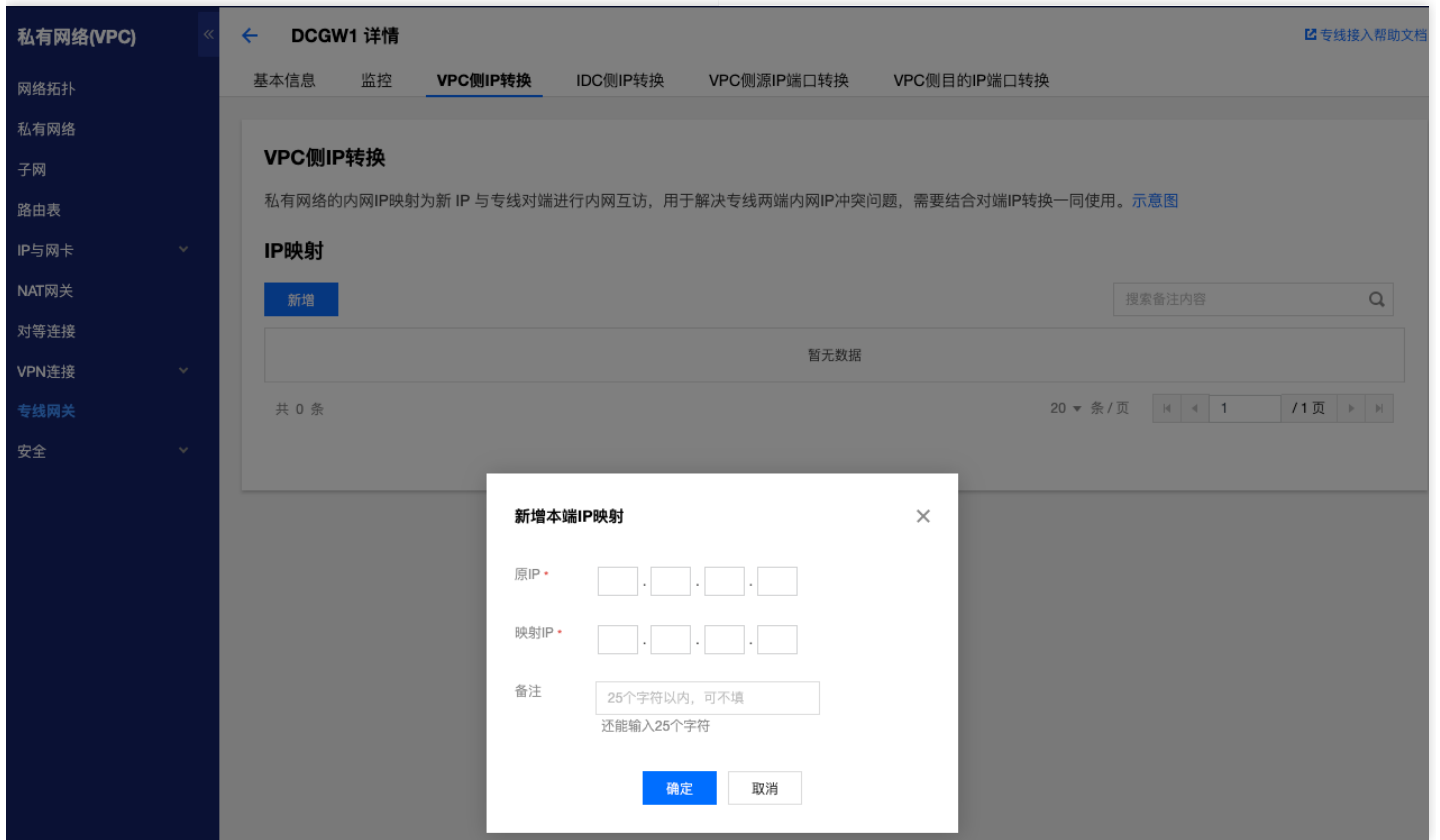 私有网络(VPC)
网络拓扑
私有网络
子网
路由表
IP与网卡
NAT网关
对等连接
VPN连接
专线网关
安全
DCGW1 详情
专线接入帮助文档
基本信息 监控 VPC侧IP转换 IDC侧IP转换 VPC侧源IP端口转换 VPC侧目的IP端口转换
VPC侧IP转换
私有网络的内网IP映射为新 IP 与专线对端进行内网互访，用于解决专线两端内网IP冲突问题，需要结合对端IP转换一同使用。示意图
IP映射
新增
搜索备注内容
暂无数据
共 0 条
20 条 / 页 1 / 1 页
新增本端IP映射
原IP *
. . .
映射IP *
. . .
备注
25个字符以内，可不填
还能输入25个字符
确定 取消